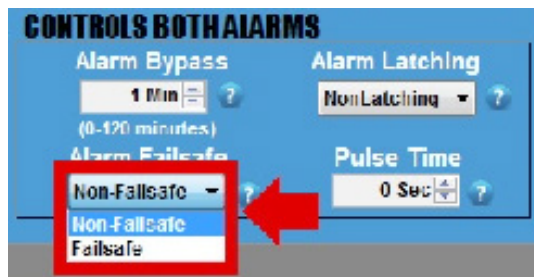 CONTROLS BOTH ALARMS
Alarm Bypass
1 Min
?
(0-120 minutes)
Alarm Latching
NonLatching
?
Alarm Failsafe
Non-Failsafe
?
Non-Failsafe
Failsafe
Pulse Time
0 Sec
?